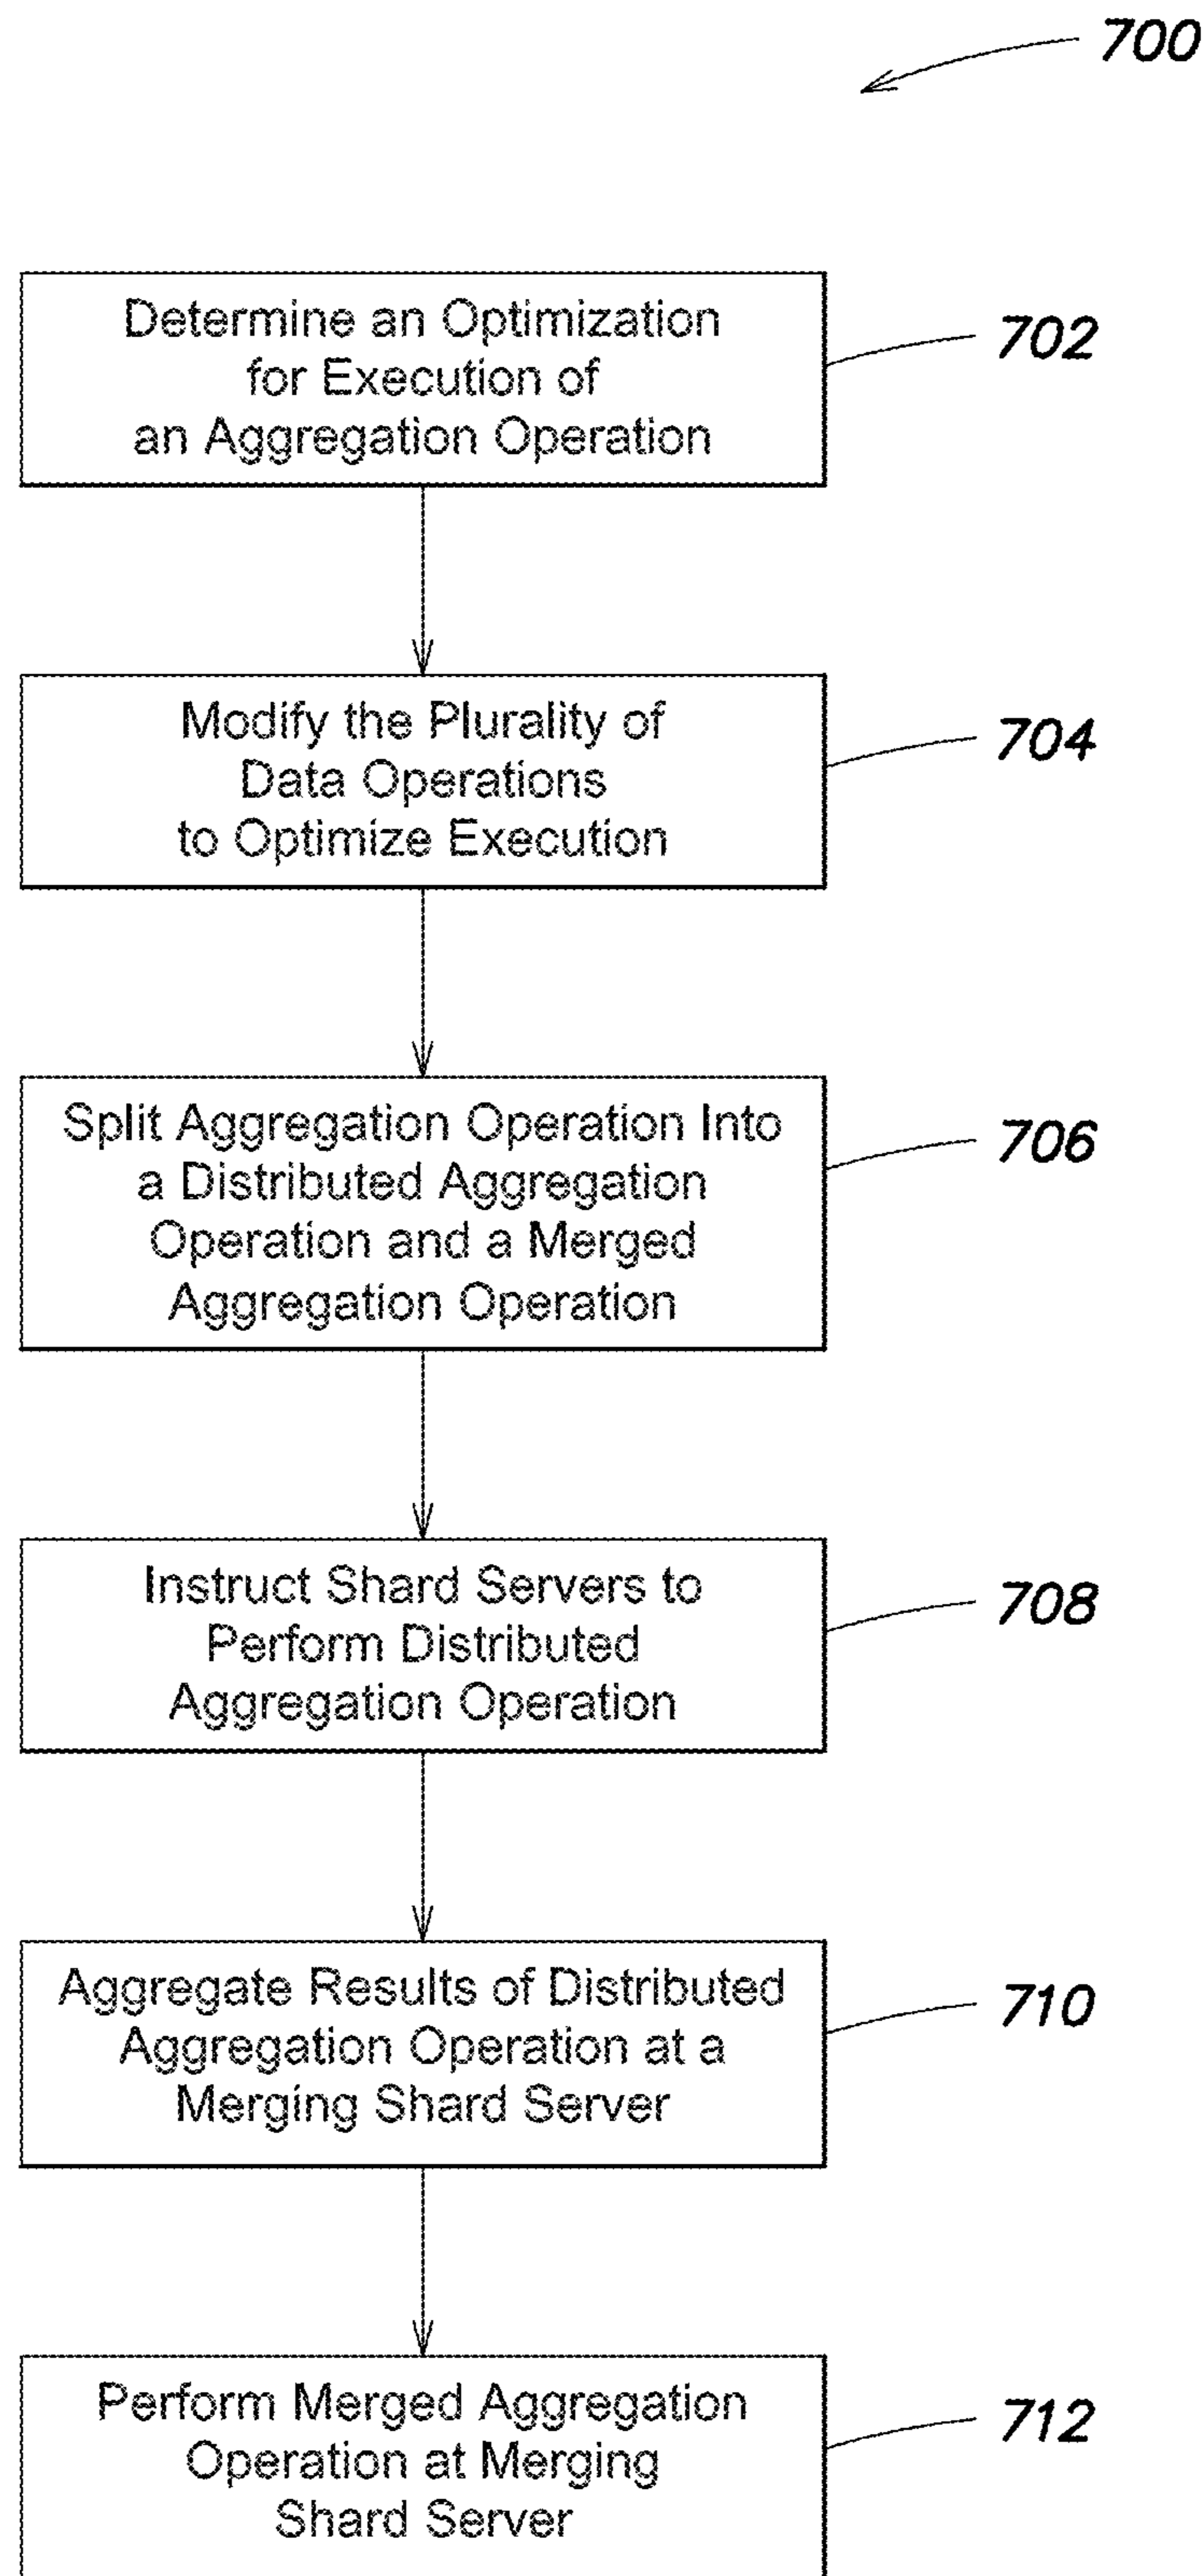 700
Determine an Optimization
for Execution of
an Aggregation Operation
702
Modify the Plurality of
Data Operations
to Optimize Execution
704
Split Aggregation Operation Into
a Distributed Aggregation
Operation and a Merged
Aggregation Operation
706
Instruct Shard Servers to
Perform Distributed
Aggregation Operation
708
Aggregate Results of Distributed
Aggregation Operation at a
Merging Shard Server
710
Perform Merged Aggregation
Operation at Merging
Shard Server
712